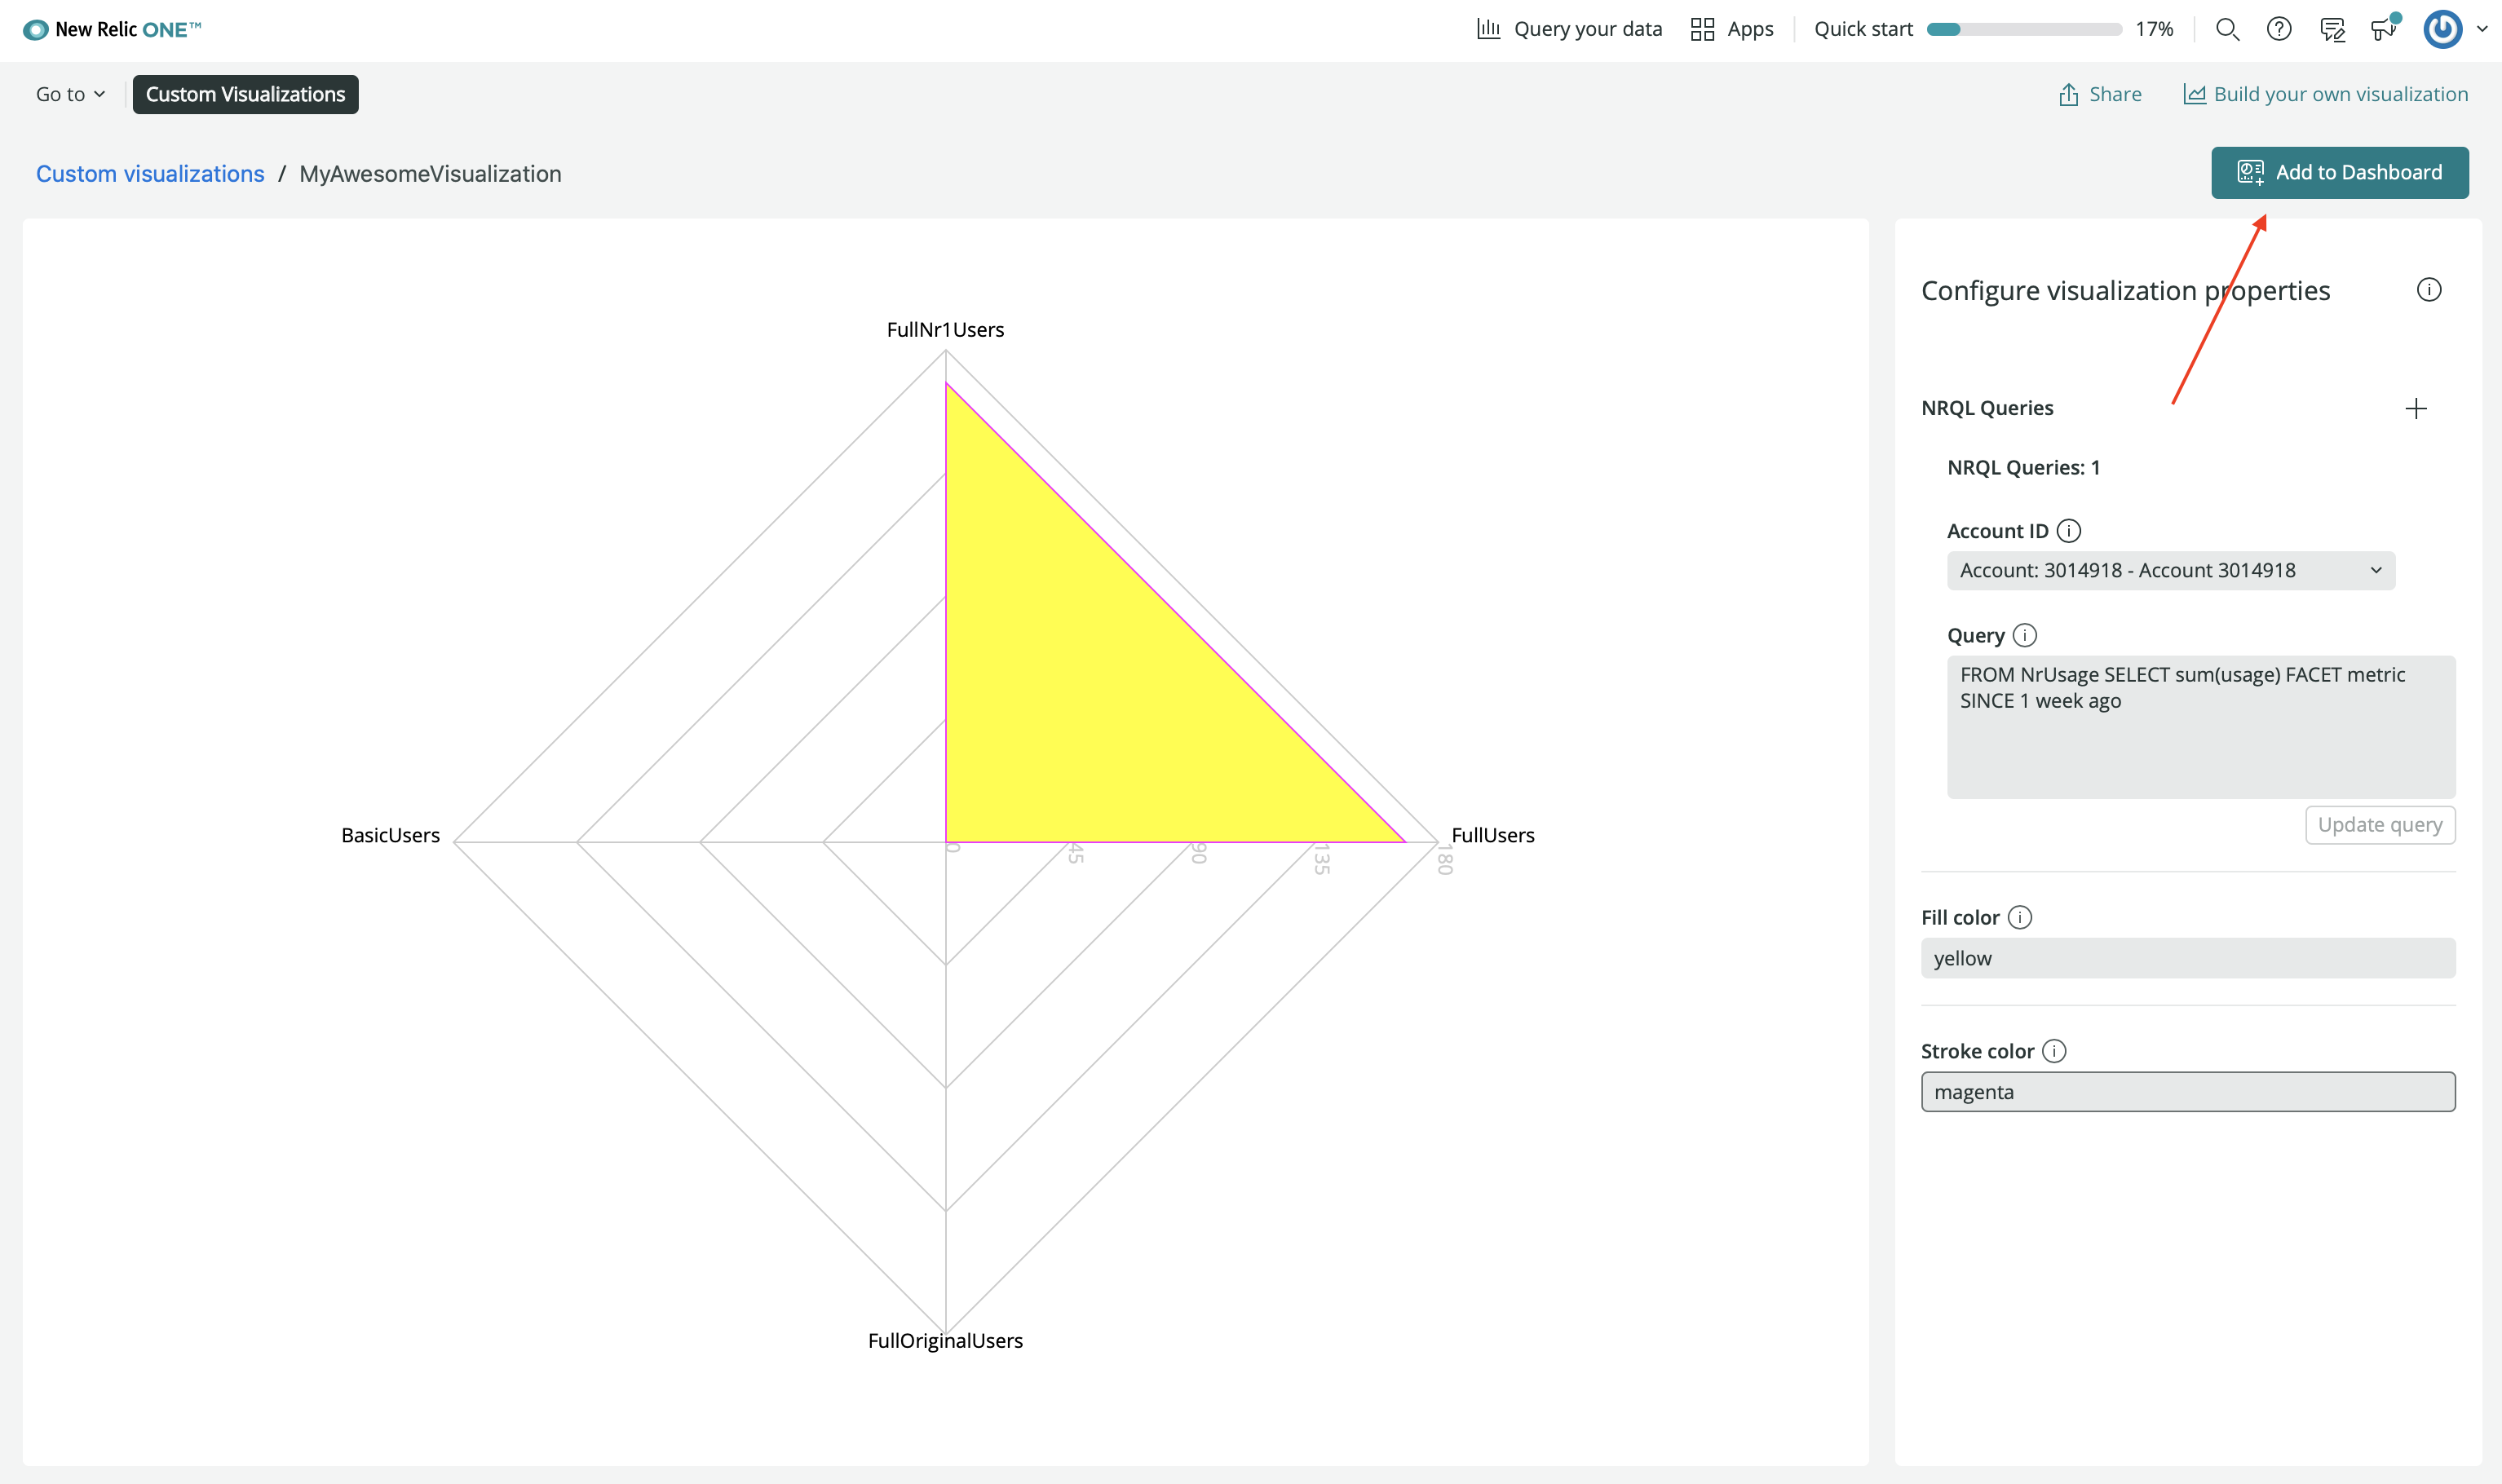 New Relic ONE™
Query your data
Apps
Quick start
17%
Go to
Custom Visualizations
Share
Build your own visualization
Custom visualizations / MyAwesomeVisualization
Add to Dashboard
FullNr1Users
BasicUsers
FullUsers
0
45
90
135
180
FullOriginalUsers
Configure visualization properties
NRQL Queries
NRQL Queries: 1
Account ID
Account: 3014918 - Account 3014918
Query
FROM NrUsage SELECT sum(usage) FACET metric
SINCE 1 week ago
Update query
Fill color
yellow
Stroke color
magenta